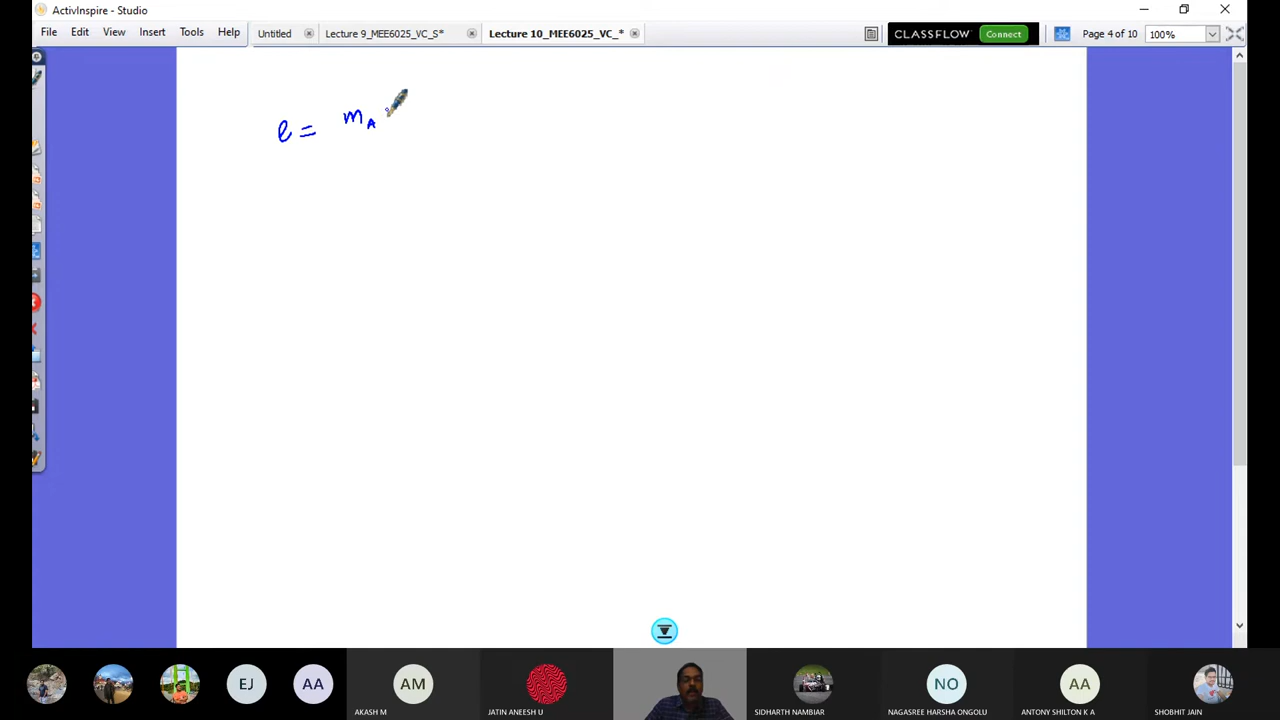 ActivInspire - Studio
File Edit View Insert Tools Help
Untitled Lecture 9_MEE6025_VC_S* Lecture 10_MEE6025_VC_*
CLASSFLOW Connect
Page 4 of 10 100%
e = mA
EJ AA AM NO AA
AKASH M JATIN ANEESH U SIDHARTH NAMBIAR NAGASREE HARSHA ONGOLU ANTONY SHILTON K A SHOBHIT JAIN